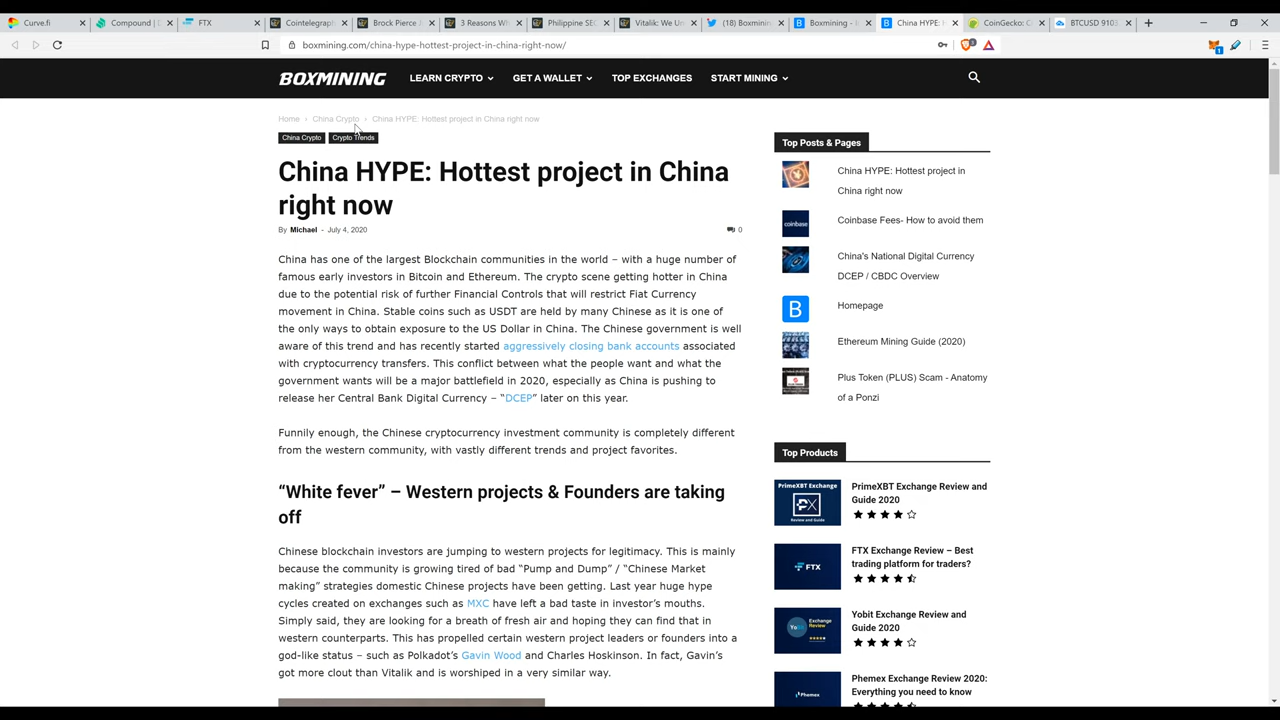 Curve.fi
Compound | D
FTX
Cointelegraph
Brock Pierce J
3 Reasons Wh
Philippine SEC
Vitalik: We Un
(18) Boxminin
Boxmining -
China HYPE: H
CoinGecko: C
BTCUSD 9103
boxmining.com/china-hype-hottest-project-in-china-right-now/
BOXMINING
LEARN CRYPTO
GET A WALLET
TOP EXCHANGES
START MINING
Home › China Crypto › China HYPE: Hottest project in China right now
China Crypto
Crypto Trends
China HYPE: Hottest project in China
right now
By Michael - July 4, 2020
0
China has one of the largest Blockchain communities in the world – with a huge number of
famous early investors in Bitcoin and Ethereum. The crypto scene getting hotter in China
due to the potential risk of further Financial Controls that will restrict Fiat Currency
movement in China. Stable coins such as USDT are held by many Chinese as it is one of
the only ways to obtain exposure to the US Dollar in China. The Chinese government is well
aware of this trend and has recently started aggressively closing bank accounts associated
with cryptocurrency transfers. This conflict between what the people want and what the
government wants will be a major battlefield in 2020, especially as China is pushing to
release her Central Bank Digital Currency – “DCEP” later on this year.
Funnily enough, the Chinese cryptocurrency investment community is completely different
from the western community, with vastly different trends and project favorites.
“White fever” – Western projects & Founders are taking
off
Chinese blockchain investors are jumping to western projects for legitimacy. This is mainly
because the community is growing tired of bad “Pump and Dump” / “Chinese Market
making” strategies domestic Chinese projects have been getting. Last year huge hype
cycles created on exchanges such as MXC have left a bad taste in investor’s mouths.
Simply said, they are looking for a breath of fresh air and hoping they can find that in
western counterparts. This has propelled certain western project leaders or founders into a
god-like status – such as Polkadot’s Gavin Wood and Charles Hoskinson. In fact, Gavin’s
got more clout than Vitalik and is worshiped in a very similar way.
Top Posts & Pages
China HYPE: Hottest project in
China right now
coinbase
Coinbase Fees- How to avoid them
China's National Digital Currency
DCEP / CBDC Overview
B
Homepage
Ethereum Mining Guide (2020)
Plus Token (PLUS) Scam - Anatomy
of a Ponzi
Top Products
PrimeXBT Exchange
Review and Guide
PrimeXBT Exchange Review and
Guide 2020
FTX
FTX Exchange Review – Best
trading platform for traders?
Exchange
Review
Yobit Exchange Review and
Guide 2020
Phemex
Phemex Exchange Review 2020:
Everything you need to know